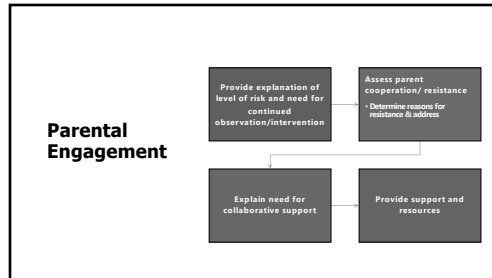 Parental
Engagement
Provide explanation of
level of risk and need for
continued
observation/intervention
Assess parent
cooperation/ resistance
• Determine reasons for
resistance & address
Explain need for
collaborative support
Provide support and
resources